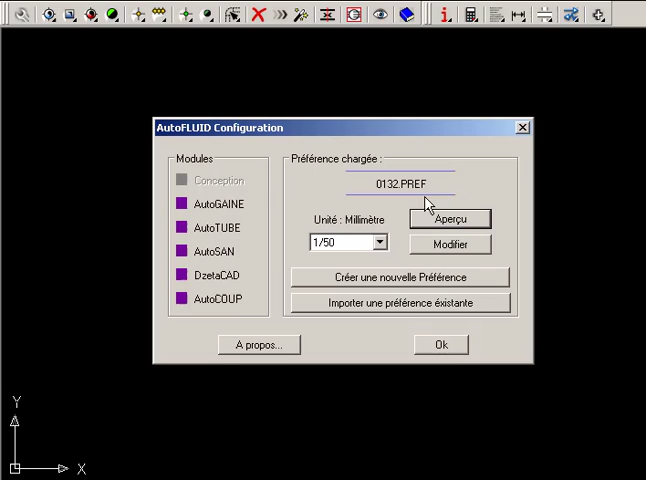 AutoFLUID Configuration
Modules
Conception
AutoGAINE
AutoTUBE
AutoSAN
DzetaCAD
AutoCOUP
Préférence chargée :
0132.PREF
Unité : Millimètre
Aperçu
1/50
Modifier
Créer une nouvelle Préférence
Importer une préférence éxistante
A propos...
Ok
Y
X